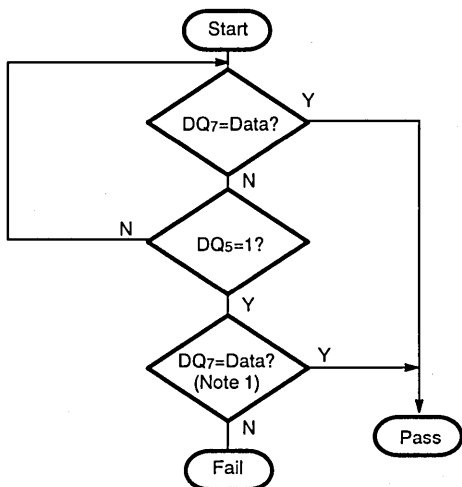 Start
DQ7=Data?
Y
N
DQ5=1?
N
Y
DQ7=Data?
(Note 1)
Y
N
Pass
Fail